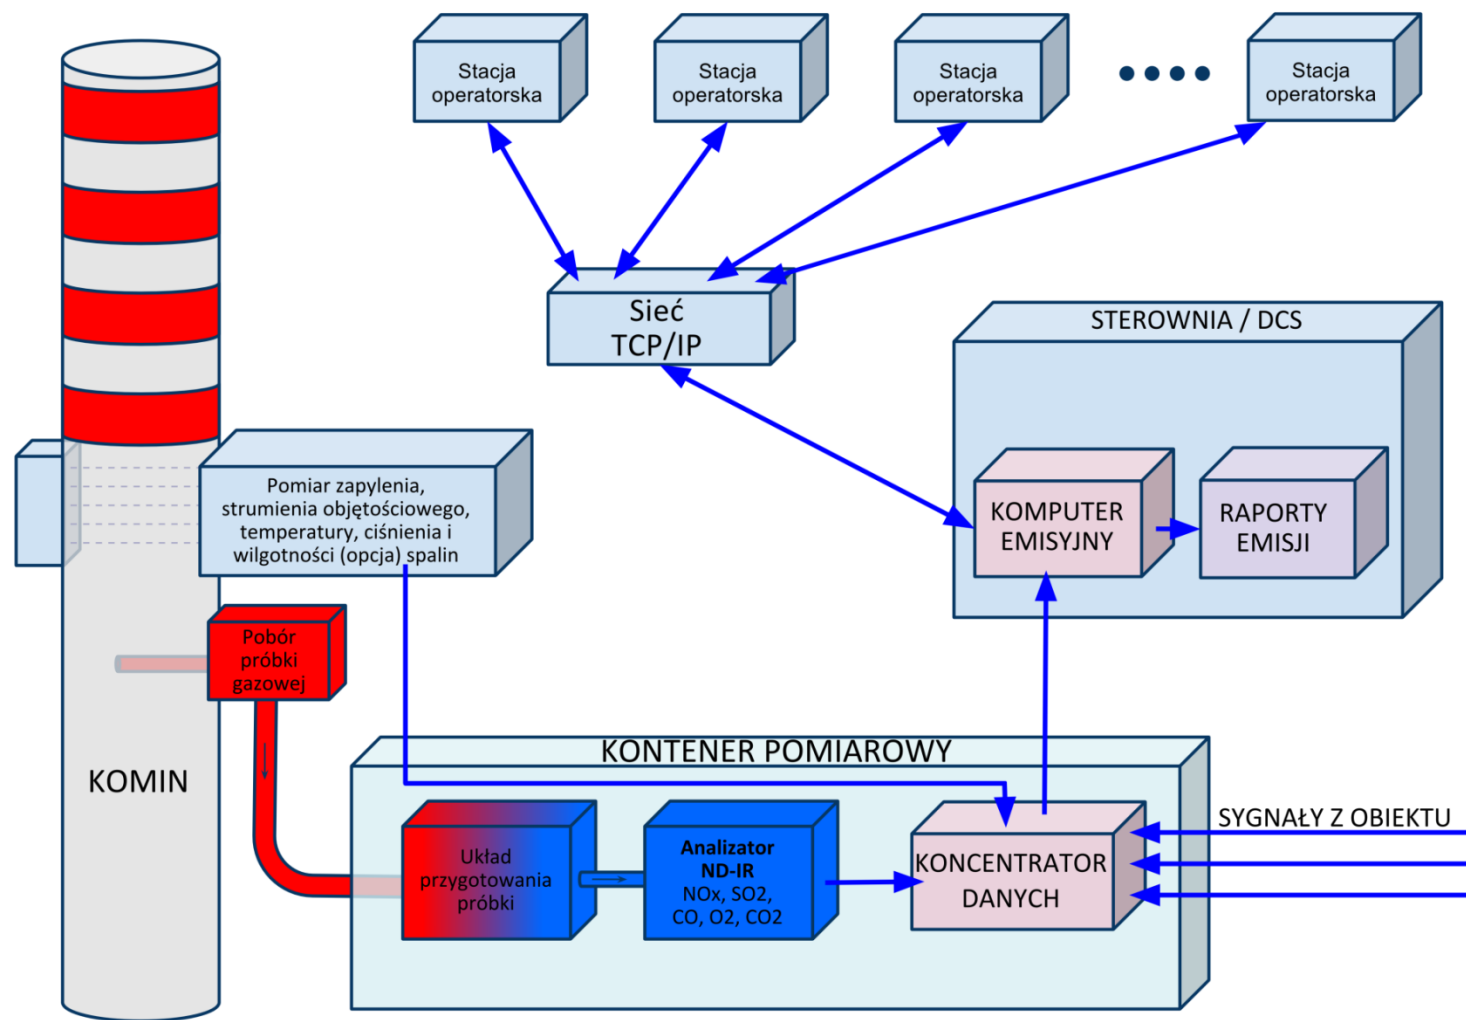 Stacja
operatorska
Stacja
operatorska
Stacja
operatorska
Stacja
operatorska
Sieć
TCP/IP
STEROWNIA / DCS
KOMPUTER
EMISYJNY
RAPORTY
EMISJI
Pomiar zapylenia,
strumienia objętościowego,
temperatury, ciśnienia i
wilgotności (opcja) spalin
Pobór
próbki
gazowej
KOMIN
KONTENER POMIAROWY
Układ
przygotowania
próbki
Analizator
ND-IR
NOx, SO2,
CO, O2, CO2
KONCENTRATOR
DANYCH
SYGNAŁY Z OBIEKTU